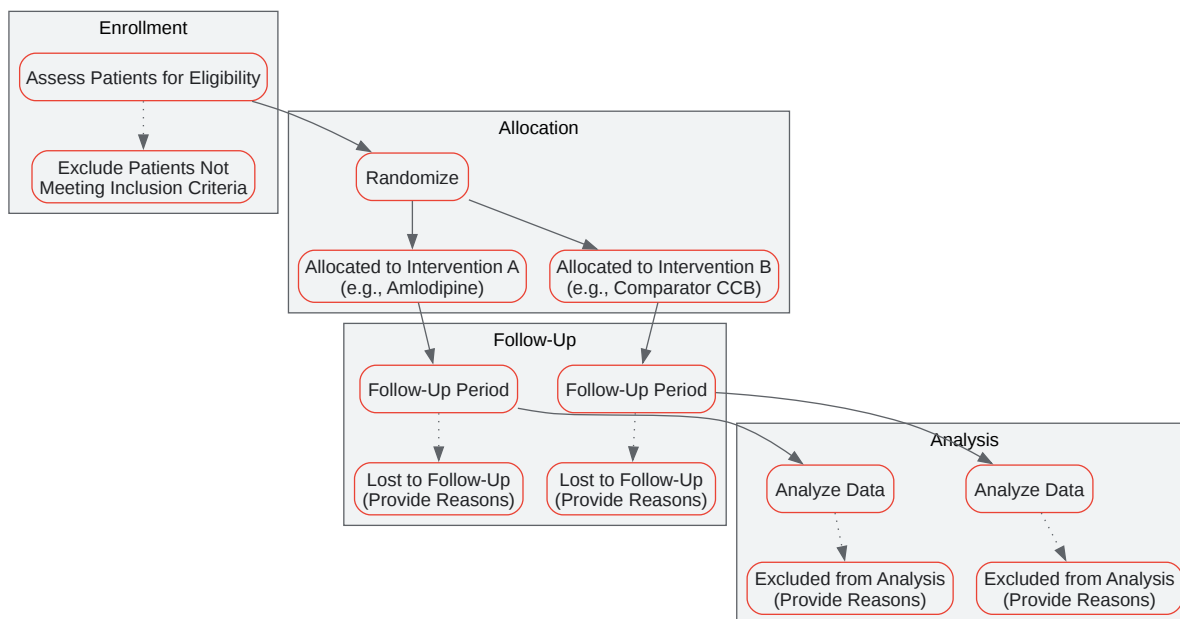 Enrollment
Assess Patients for Eligibility
Exclude Patients Not
Meeting Inclusion Criteria
Allocation
Randomize
Allocated to Intervention A
(e.g., Amlodipine)
Allocated to Intervention B
(e.g., Comparator CCB)
Follow-Up
Follow-Up Period
Follow-Up Period
Lost to Follow-Up
(Provide Reasons)
Lost to Follow-Up
(Provide Reasons)
Analysis
Analyze Data
Analyze Data
Excluded from Analysis
(Provide Reasons)
Excluded from Analysis
(Provide Reasons)